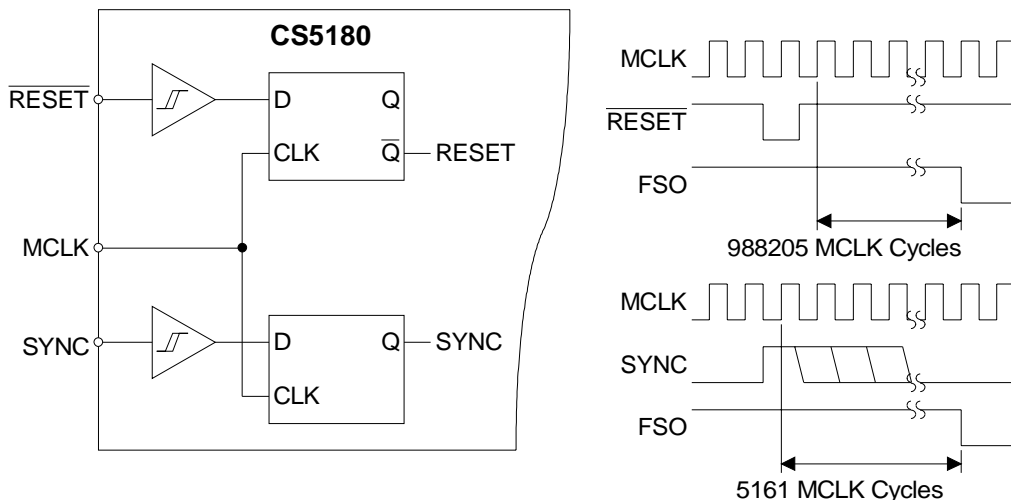 CS5180
RESET
D
Q
CLK
Q
RESET
MCLK
SYNC
D
Q
SYNC
CLK
MCLK
RESET
FSO
988205 MCLK Cycles
MCLK
SYNC
FSO
5161 MCLK Cycles